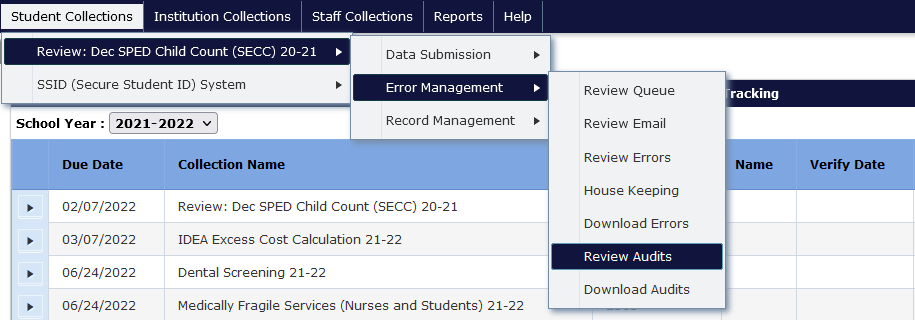 Student Collections Institution Collections Staff Collections Reports Help
Review: Dec SPED Child Count (SECC) 20-21
SSID (Secure Student ID) System
Data Submission
Error Management
Record Management
Review Queue
Review Email
Review Errors
House Keeping
Download Errors
Review Audits
Download Audits
Tracking
School Year : 2021-2022
Due Date Collection Name Name Verify Date
02/07/2022 Review: Dec SPED Child Count (SECC) 20-21
03/07/2022 IDEA Excess Cost Calculation 21-22
06/24/2022 Dental Screening 21-22
06/24/2022 Medically Fragile Services (Nurses and Students) 21-22